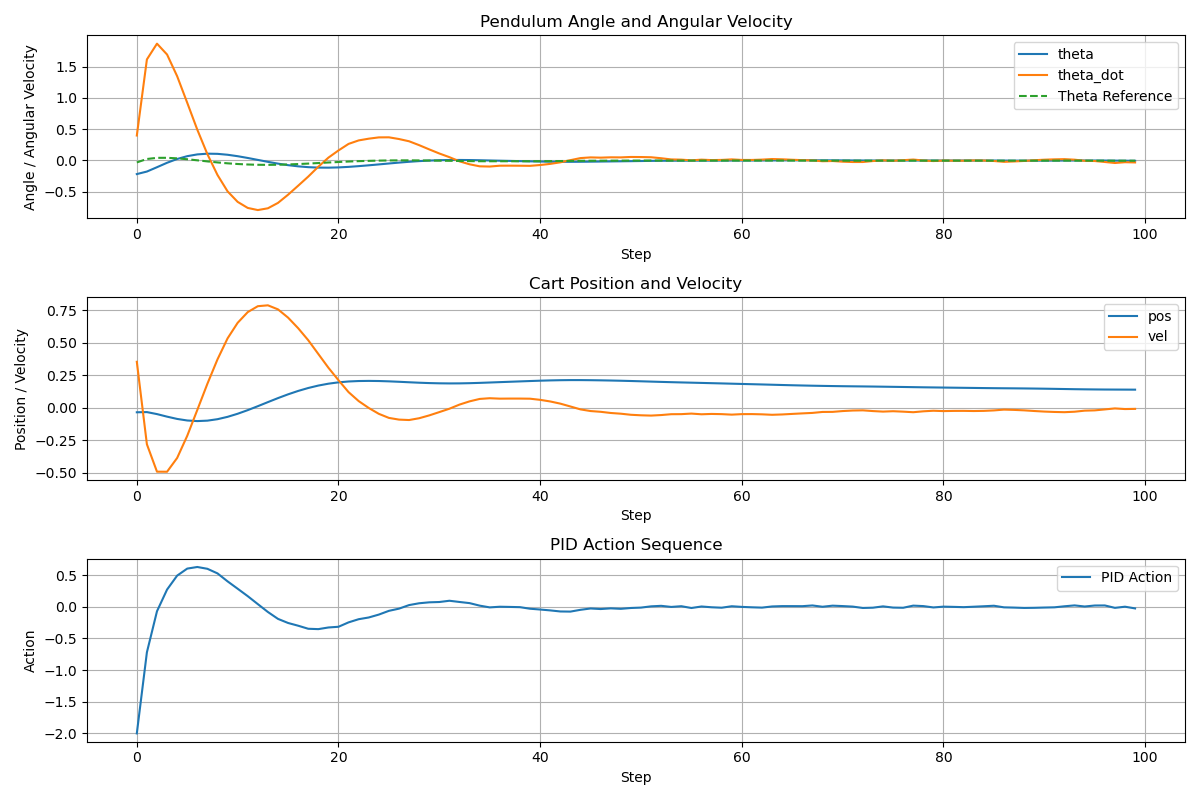 Pendulum Angle and Angular Velocity
Angle / Angular Velocity
1.5
1.0
0.5
0.0
−0.5
theta
theta_dot
Theta Reference
0 20 40 60 80 100
Step
Cart Position and Velocity
Position / Velocity
0.75
0.50
0.25
0.00
−0.25
−0.50
pos
vel
0 20 40 60 80 100
Step
PID Action Sequence
Action
0.5
0.0
−0.5
−1.0
−1.5
−2.0
PID Action
0 20 40 60 80 100
Step